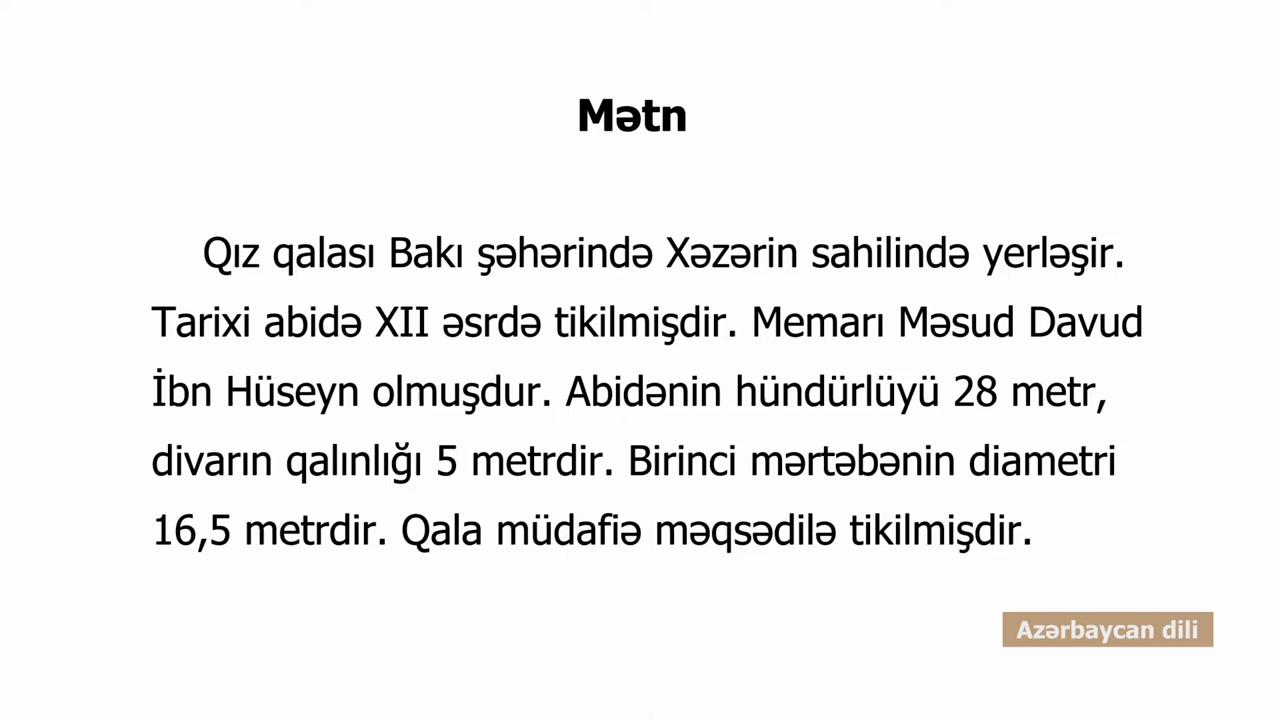 Mətn
Qız qalası Bakı şəhərində Xəzərin sahilində yerləşir.
Tarixi abidə XII əsrdə tikilmişdir. Memarı Məsud Davud
İbn Hüseyn olmuşdur. Abidənin hündürlüyü 28 metr,
divarın qalınlığı 5 metrdir. Birinci mərtəbənin diametri
16,5 metrdir. Qala müdafiə məqsədilə tikilmişdir.
Azərbaycan dili